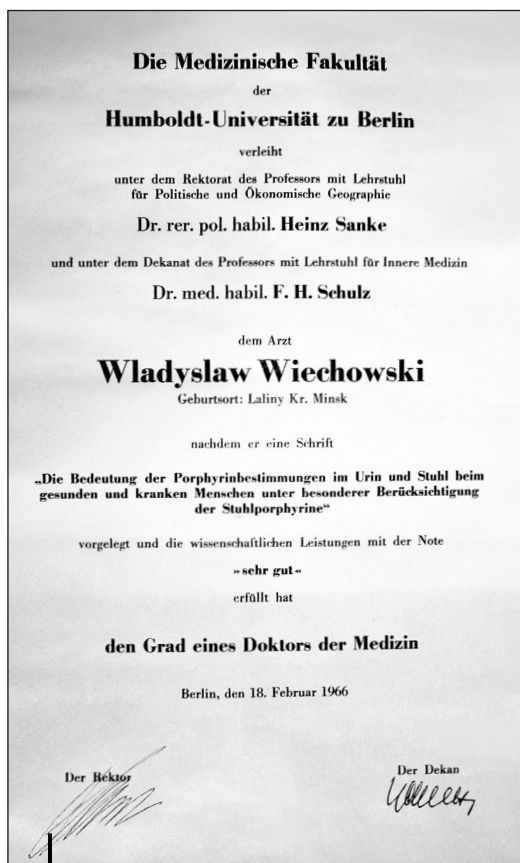 Die Medizinische Fakultät
der
Humboldt-Universität zu Berlin
verleiht
unter dem Rektorat des Professors mit Lehrstuhl
für Politische und Ökonomische Geographie
Dr. rer. pol. habil. Heinz Sanke
und unter dem Dekanat des Professors mit Lehrstuhl für Innere Medizin
Dr. med. habil. F. H. Schulz
dem Arzt
Wladyslaw Wiechowski
Geburtsort: Laliny Kr. Minsk
nachdem er eine Schrift
„Die Bedeutung der Porphyrinbestimmungen im Urin und Stuhl beim
gesunden und kranken Menschen unter besonderer Berücksichtigung
der Stuhlporphyrine“
vorgelegt und die wissenschaftlichen Leistungen mit der Note
»sehr gut«
erfüllt hat
den Grad eines Doktors der Medizin
Berlin, den 18. Februar 1966
Der Rektor
Der Dekan